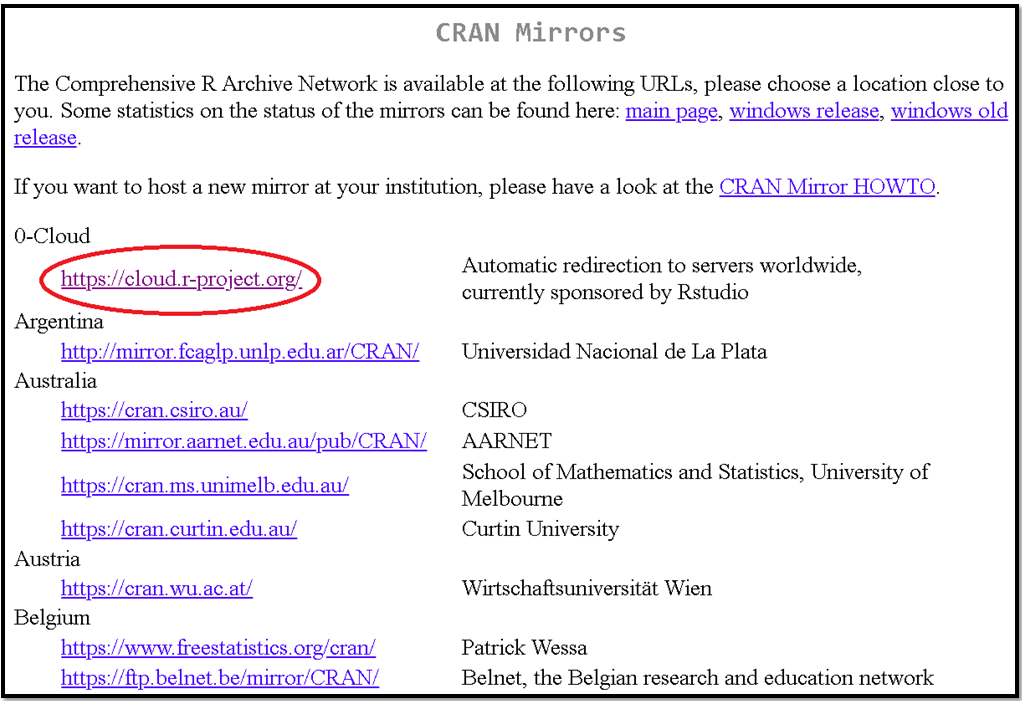 CRAN Mirrors
The Comprehensive R Archive Network is available at the following URLs, please choose a location close to
you. Some statistics on the status of the mirrors can be found here: main page, windows release, windows old
release.
If you want to host a new mirror at your institution, please have a look at the CRAN Mirror HOWTO.
0-Cloud
https://cloud.r-project.org/ Automatic redirection to servers worldwide,
currently sponsored by Rstudio
Argentina
http://mirror.fcaglp.unlp.edu.ar/CRAN/ Universidad Nacional de La Plata
Australia
https://cran.csiro.au/ CSIRO
https://mirror.aarnet.edu.au/pub/CRAN/ AARNET
https://cran.ms.unimelb.edu.au/ School of Mathematics and Statistics, University of
Melbourne
https://cran.curtin.edu.au/ Curtin University
Austria
https://cran.wu.ac.at/ Wirtschaftsuniversität Wien
Belgium
https://www.freestatistics.org/cran/ Patrick Wessa
https://ftp.belnet.be/mirror/CRAN/ Belnet, the Belgian research and education network